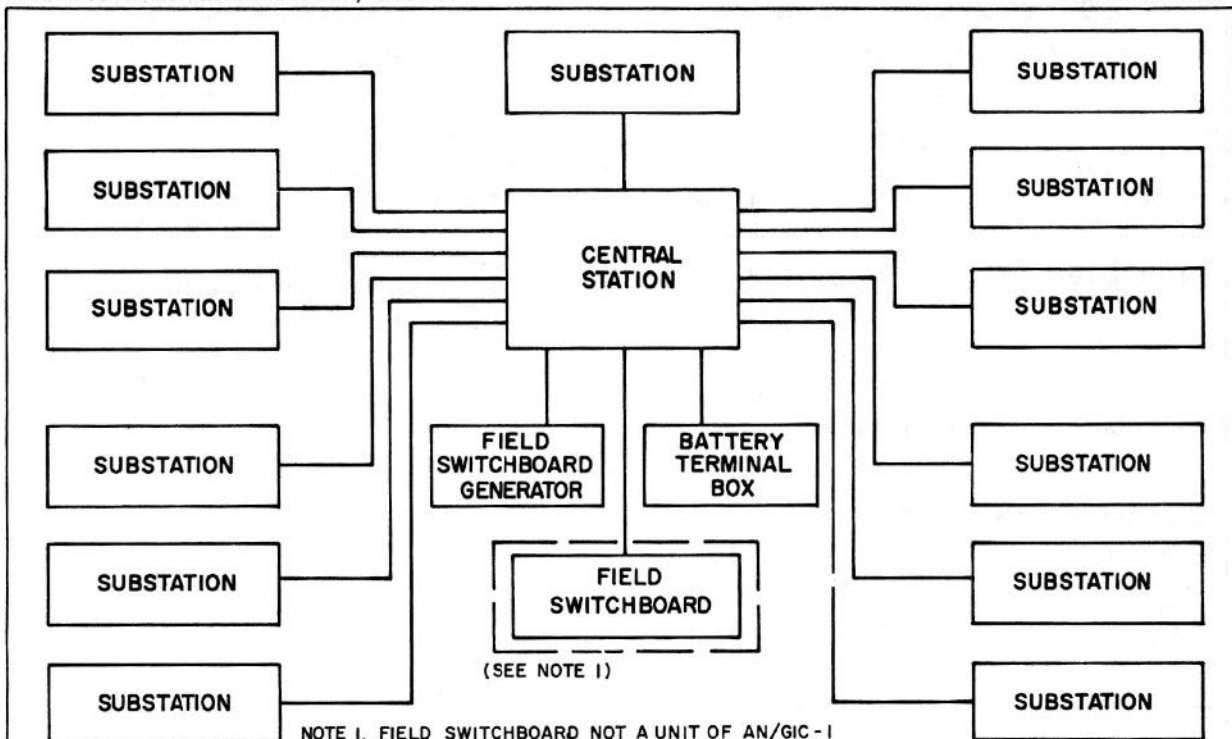 SUBSTATION
SUBSTATION
SUBSTATION
SUBSTATION
SUBSTATION
SUBSTATION
SUBSTATION
CENTRAL
STATION
FIELD
SWITCHBOARD
GENERATOR
BATTERY
TERMINAL
BOX
FIELD
SWITCHBOARD
(SEE NOTE 1)
SUBSTATION
SUBSTATION
SUBSTATION
SUBSTATION
SUBSTATION
SUBSTATION
NOTE 1. FIELD SWITCHBOARD NOT A UNIT OF AN/GIC-1